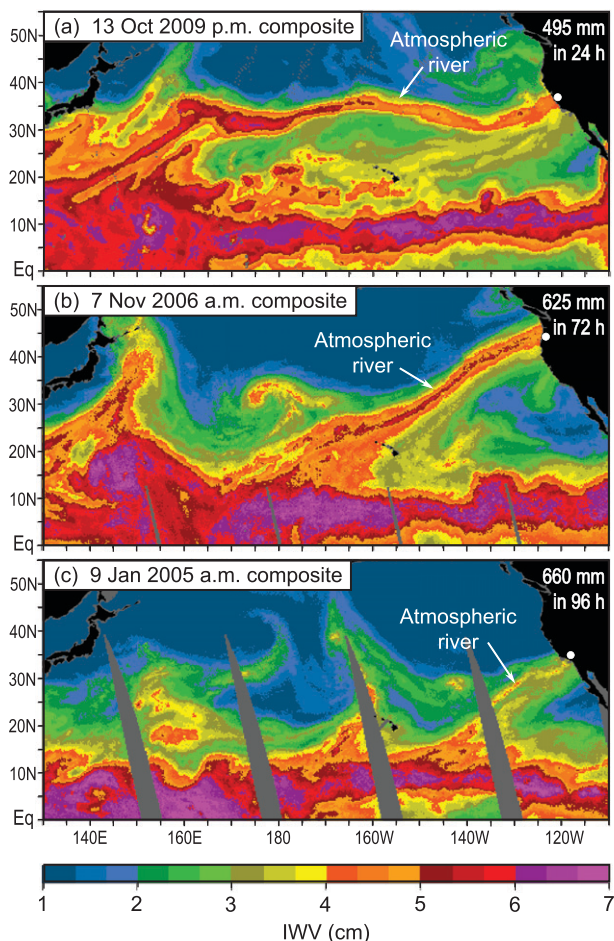 (a) 13 Oct 2009 p.m. composite
495 mm
in 24 h
Atmospheric
river
50N
40N
30N
20N
10N
Eq
(b) 7 Nov 2006 a.m. composite
625 mm
in 72 h
Atmospheric
river
50N
40N
30N
20N
10N
Eq
(c) 9 Jan 2005 a.m. composite
660 mm
in 96 h
Atmospheric
river
50N
40N
30N
20N
10N
Eq
140E 160E 180 160W 140W 120W
1 2 3 4 5 6 7
IWV (cm)